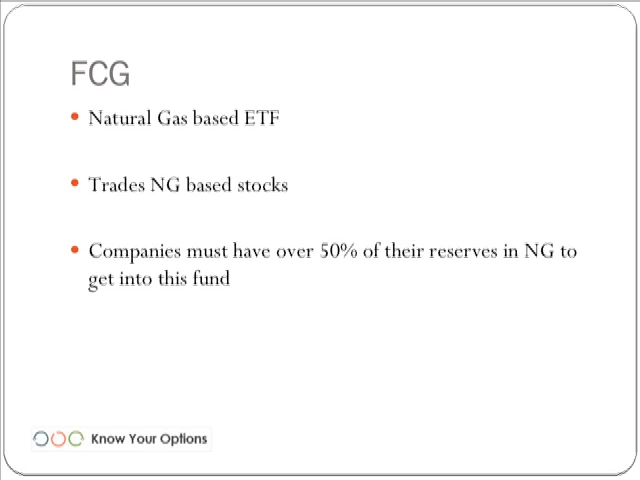 FCG
• Natural Gas based ETF
• Trades NG based stocks
• Companies must have over 50% of their reserves in NG to
get into this fund
Know Your Options